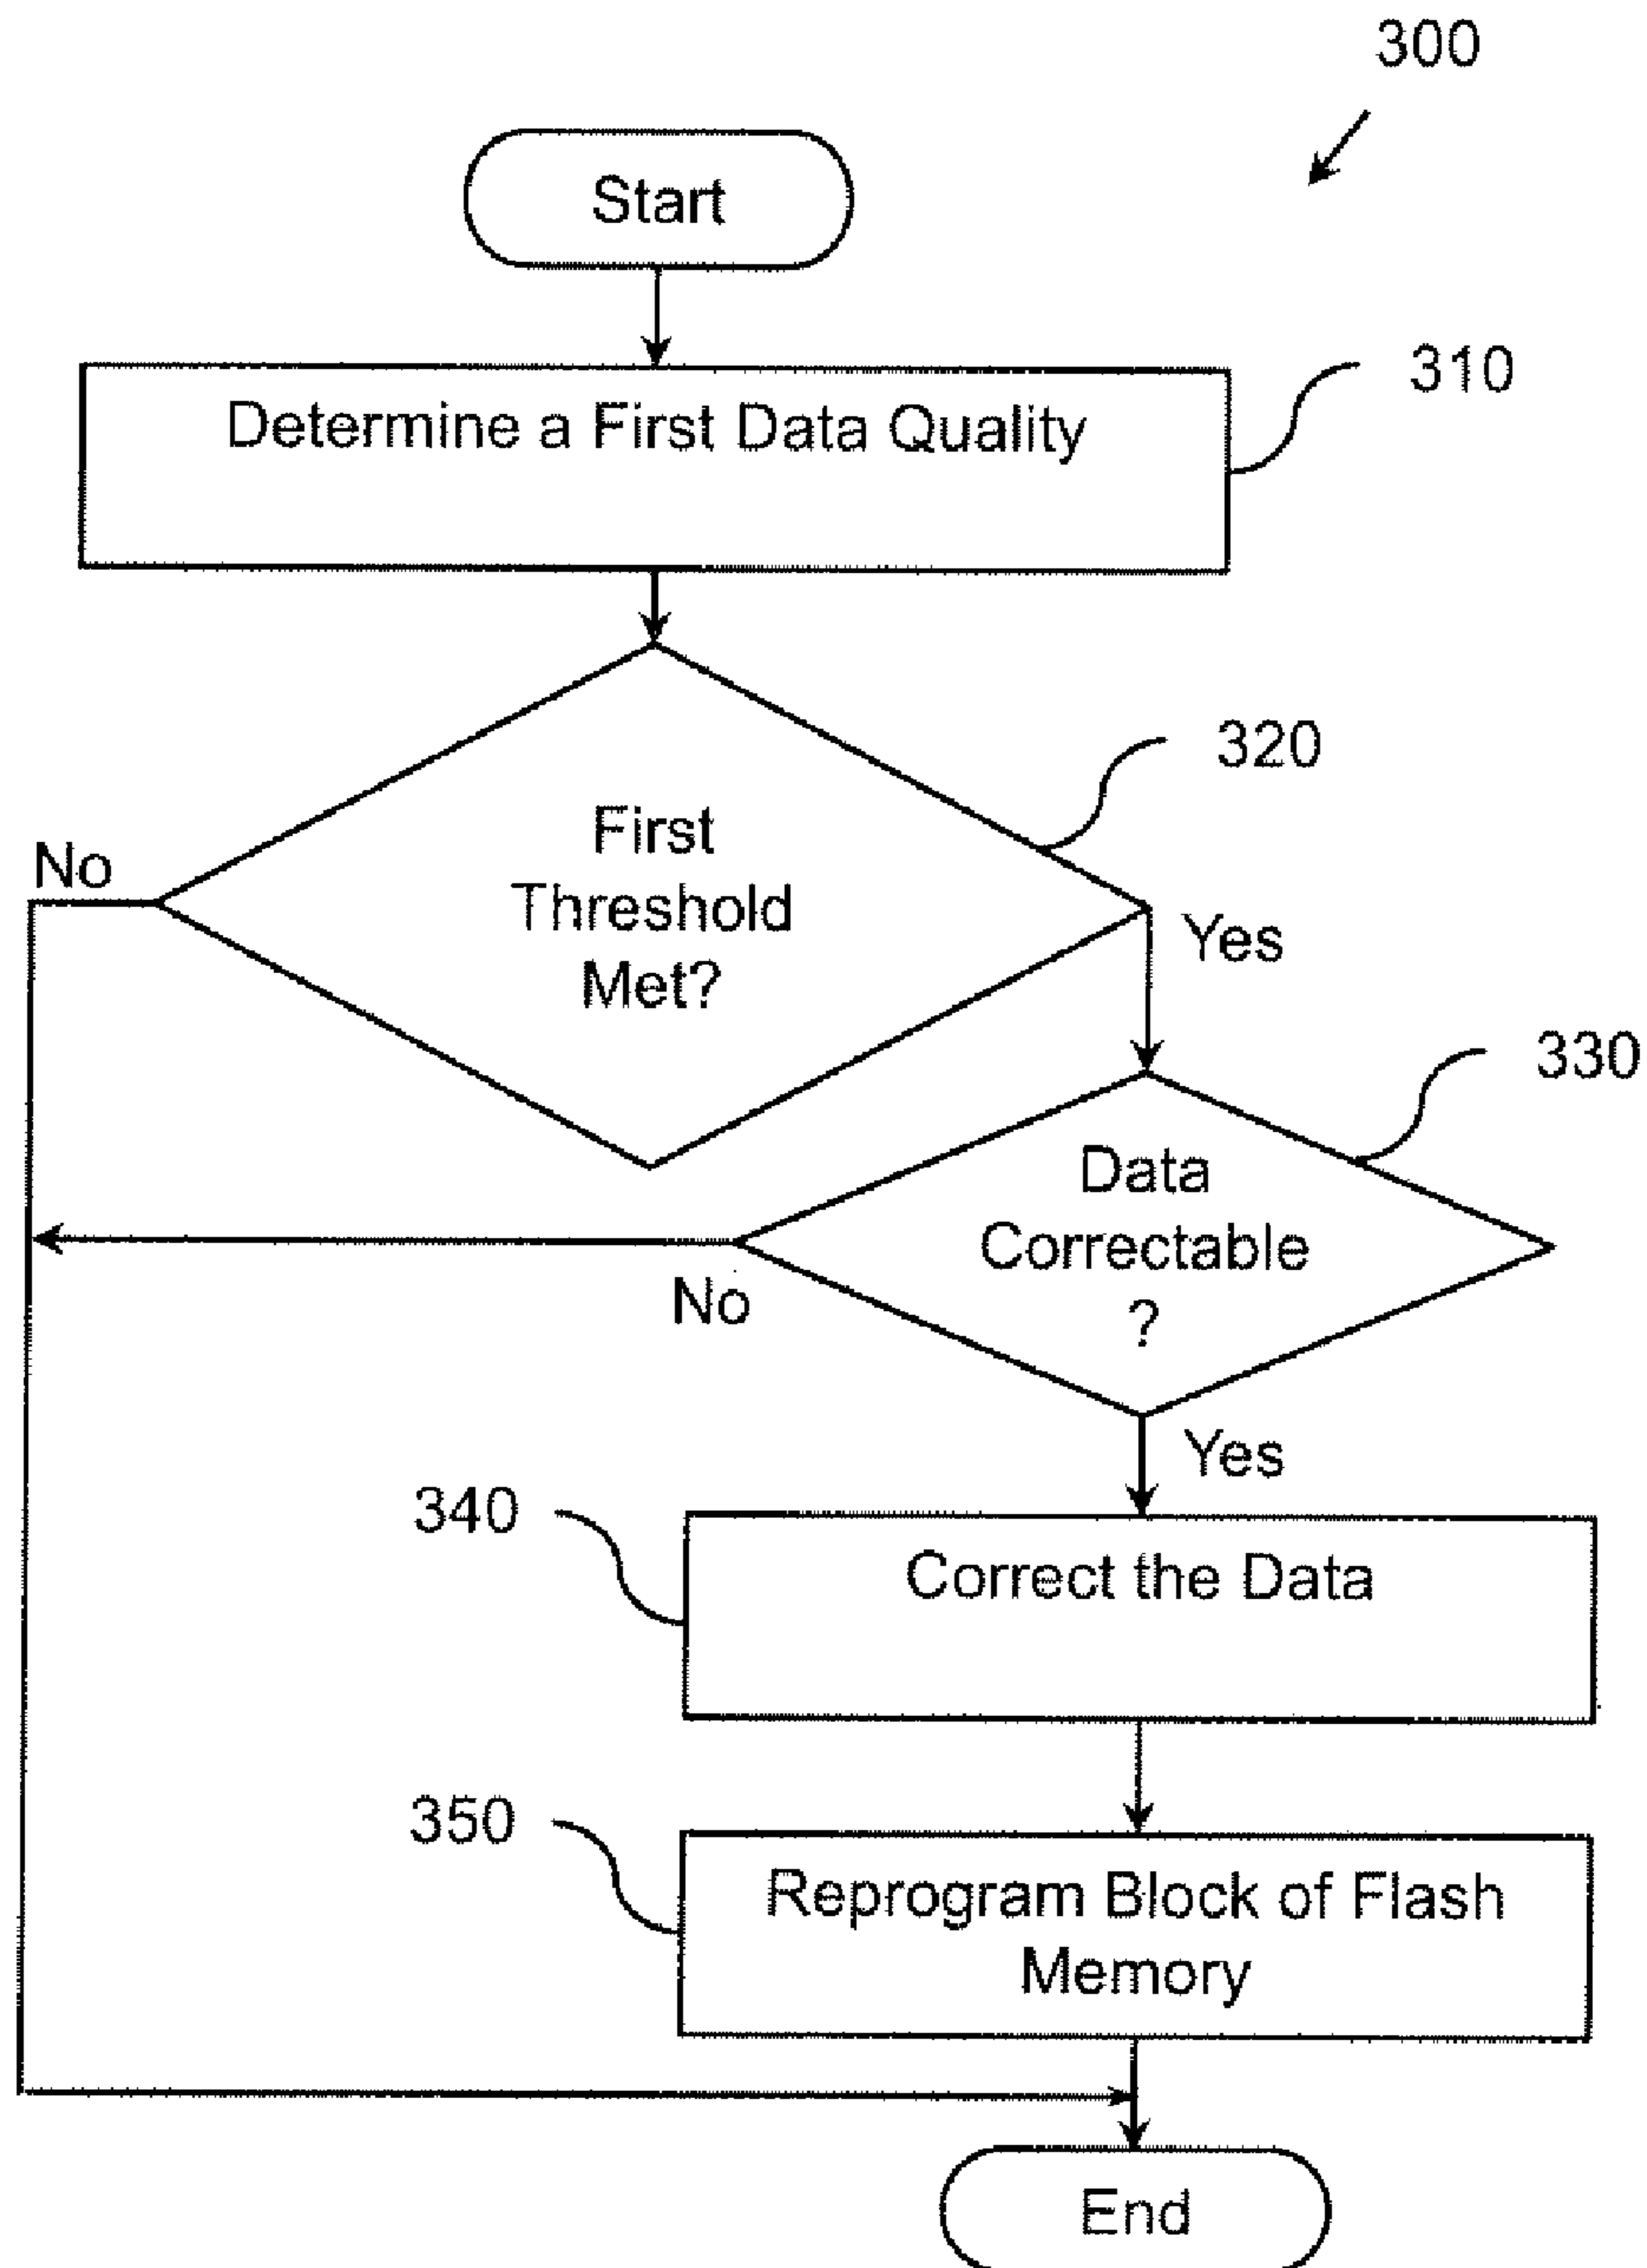 300
Start
310
Determine a First Data Quality
320
First
Threshold
Met?
No
Yes
330
Data
Correctable
?
No
Yes
340
Correct the Data
350
Reprogram Block of Flash
Memory
End